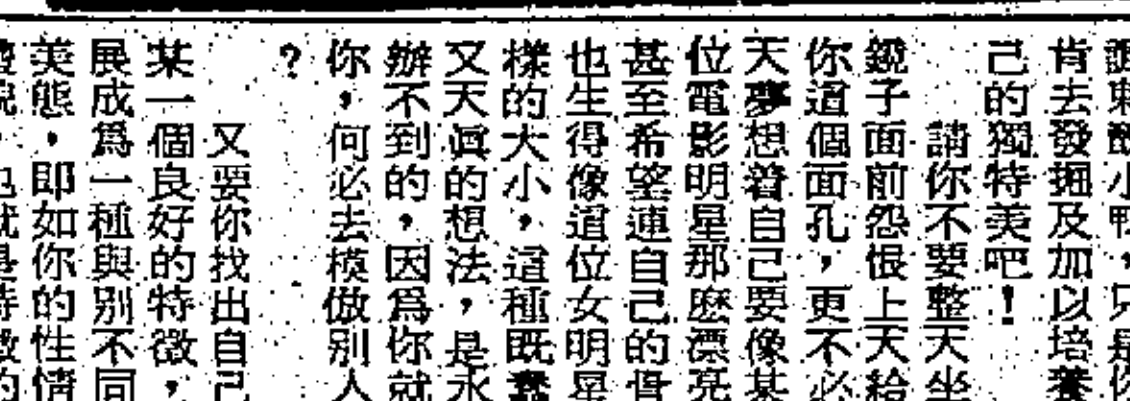 醜小鴨，只是你
肯去發掘及加以培養
己的獨特美吧！
請你不要整天坐
鏡子面前怨恨上天給
你這個面孔，更不必
天夢想着自己要像某
位電影明星那麼漂亮
甚至希望連自己的
也生得像這位女明星
樣的大小，這種既蠢
又天眞的想法，是永
辦不到的，因爲你就
你，何必去模倣別人
？
又要你找出自己
某一個良好的特徵，
展成爲一種與別不同
美態，卽如你的性情
也就是特徵的